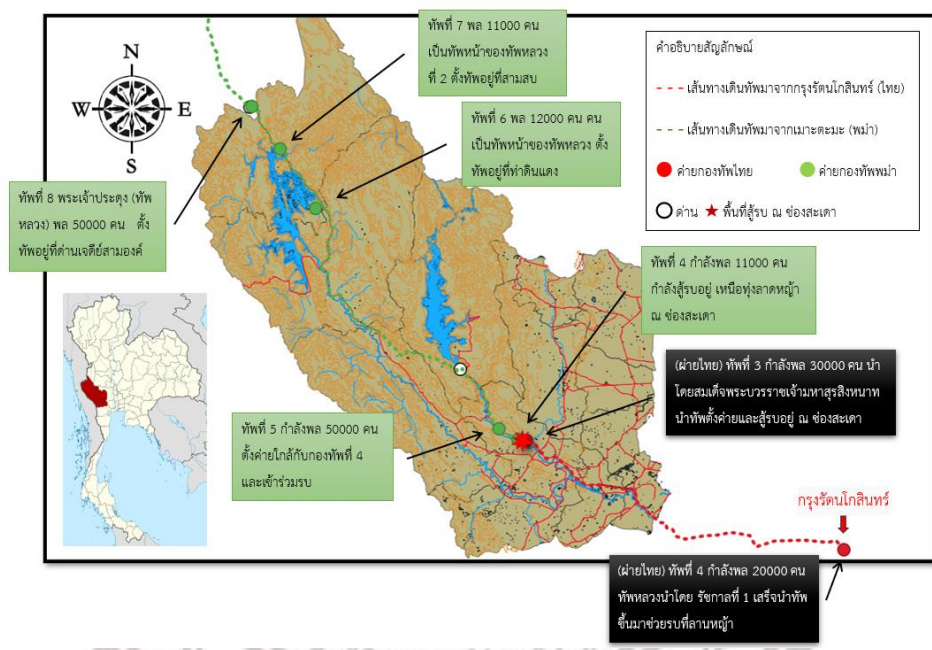 ทัพที่ 7 พล 11000 คน
เป็นทัพหน้าของทัพหลวง
ที่ 2 ตั้งทัพอยู่ที่สามสบ
N
W
E
S
ทัพที่ 6 พล 12000 คน คน
เป็นทัพหน้าของทัพหลวง ตั้ง
ทัพอยู่ที่ท่าดินแดง
คำอธิบายสัญลักษณ์
เส้นทางเดินทัพมาจากกรุงรัตนโกสินทร์ (ไทย)
เส้นทางเดินทัพมาจากเมาะตะมะ (พม่า)
ค่ายกองทัพไทย
ค่ายกองทัพพม่า
ด่าน
พื้นที่สู้รบ ณ ช่องสะเดา
ทัพที่ 8 พระเจ้าประดุง (ทัพ
หลวง) พล 50000 คน ตั้ง
ทัพอยู่ที่ด่านเจดีย์สามองค์
ทัพที่ 4 กำลังพล 11000 คน
กำลังสู้รบอยู่ เหนือทุ่งลาดหญ้า
ณ ช่องสะเดา
(ฝ่ายไทย) ทัพที่ 3 กำลังพล 30000 คน นำ
โดยสมเด็จพระบวรราชเจ้ามหาสุรสิงหนาท
นำทัพตั้งค่ายและสู้รบอยู่ ณ ช่องสะเดา
ทัพที่ 5 กำลังพล 50000 คน
ตั้งค่ายใกล้กับกองทัพที่ 4
และเข้าร่วมรบ
กรุงรัตนโกสินทร์
(ฝ่ายไทย) ทัพที่ 4 กำลังพล 20000 คน
ทัพหลวงนำโดย รัชกาลที่ 1 เสร็จนำทัพ
ขึ้นมาช่วยรบที่ลานหญ้า